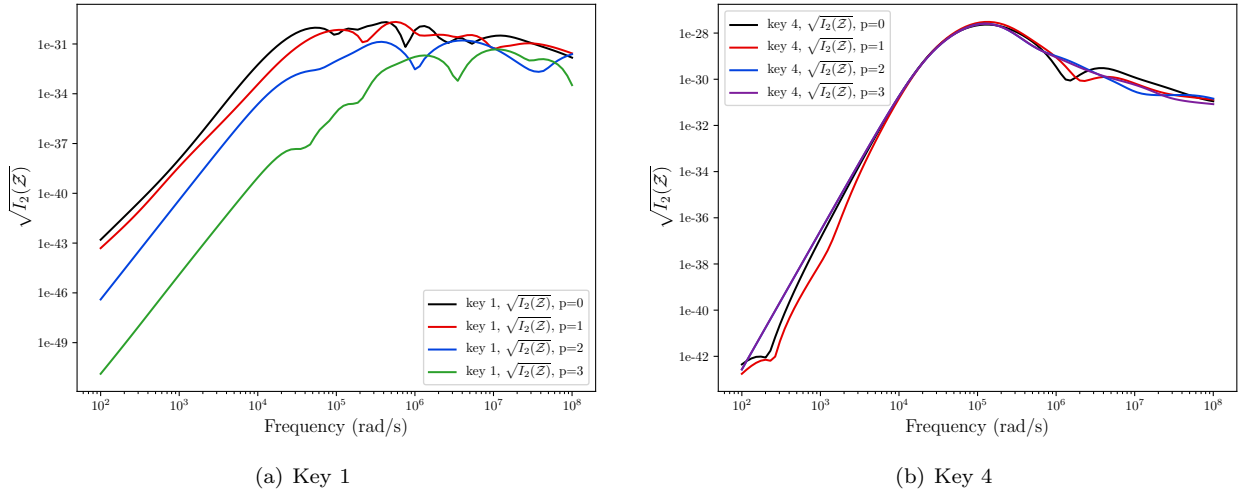 1e-31
1e-34
1e-37
1e-40
1e-43
1e-46
1e-49
√I₂(𝒵)
key 1, √I₂(𝒵), p=0
key 1, √I₂(𝒵), p=1
key 1, √I₂(𝒵), p=2
key 1, √I₂(𝒵), p=3
10² 10³ 10⁴ 10⁵ 10⁶ 10⁷ 10⁸
Frequency (rad/s)
(a) Key 1
key 4, √I₂(𝒵), p=0
key 4, √I₂(𝒵), p=1
key 4, √I₂(𝒵), p=2
key 4, √I₂(𝒵), p=3
1e-28
1e-30
1e-32
1e-34
1e-36
1e-38
1e-40
1e-42
√I₂(𝒵)
10² 10³ 10⁴ 10⁵ 10⁶ 10⁷ 10⁸
Frequency (rad/s)
(b) Key 4